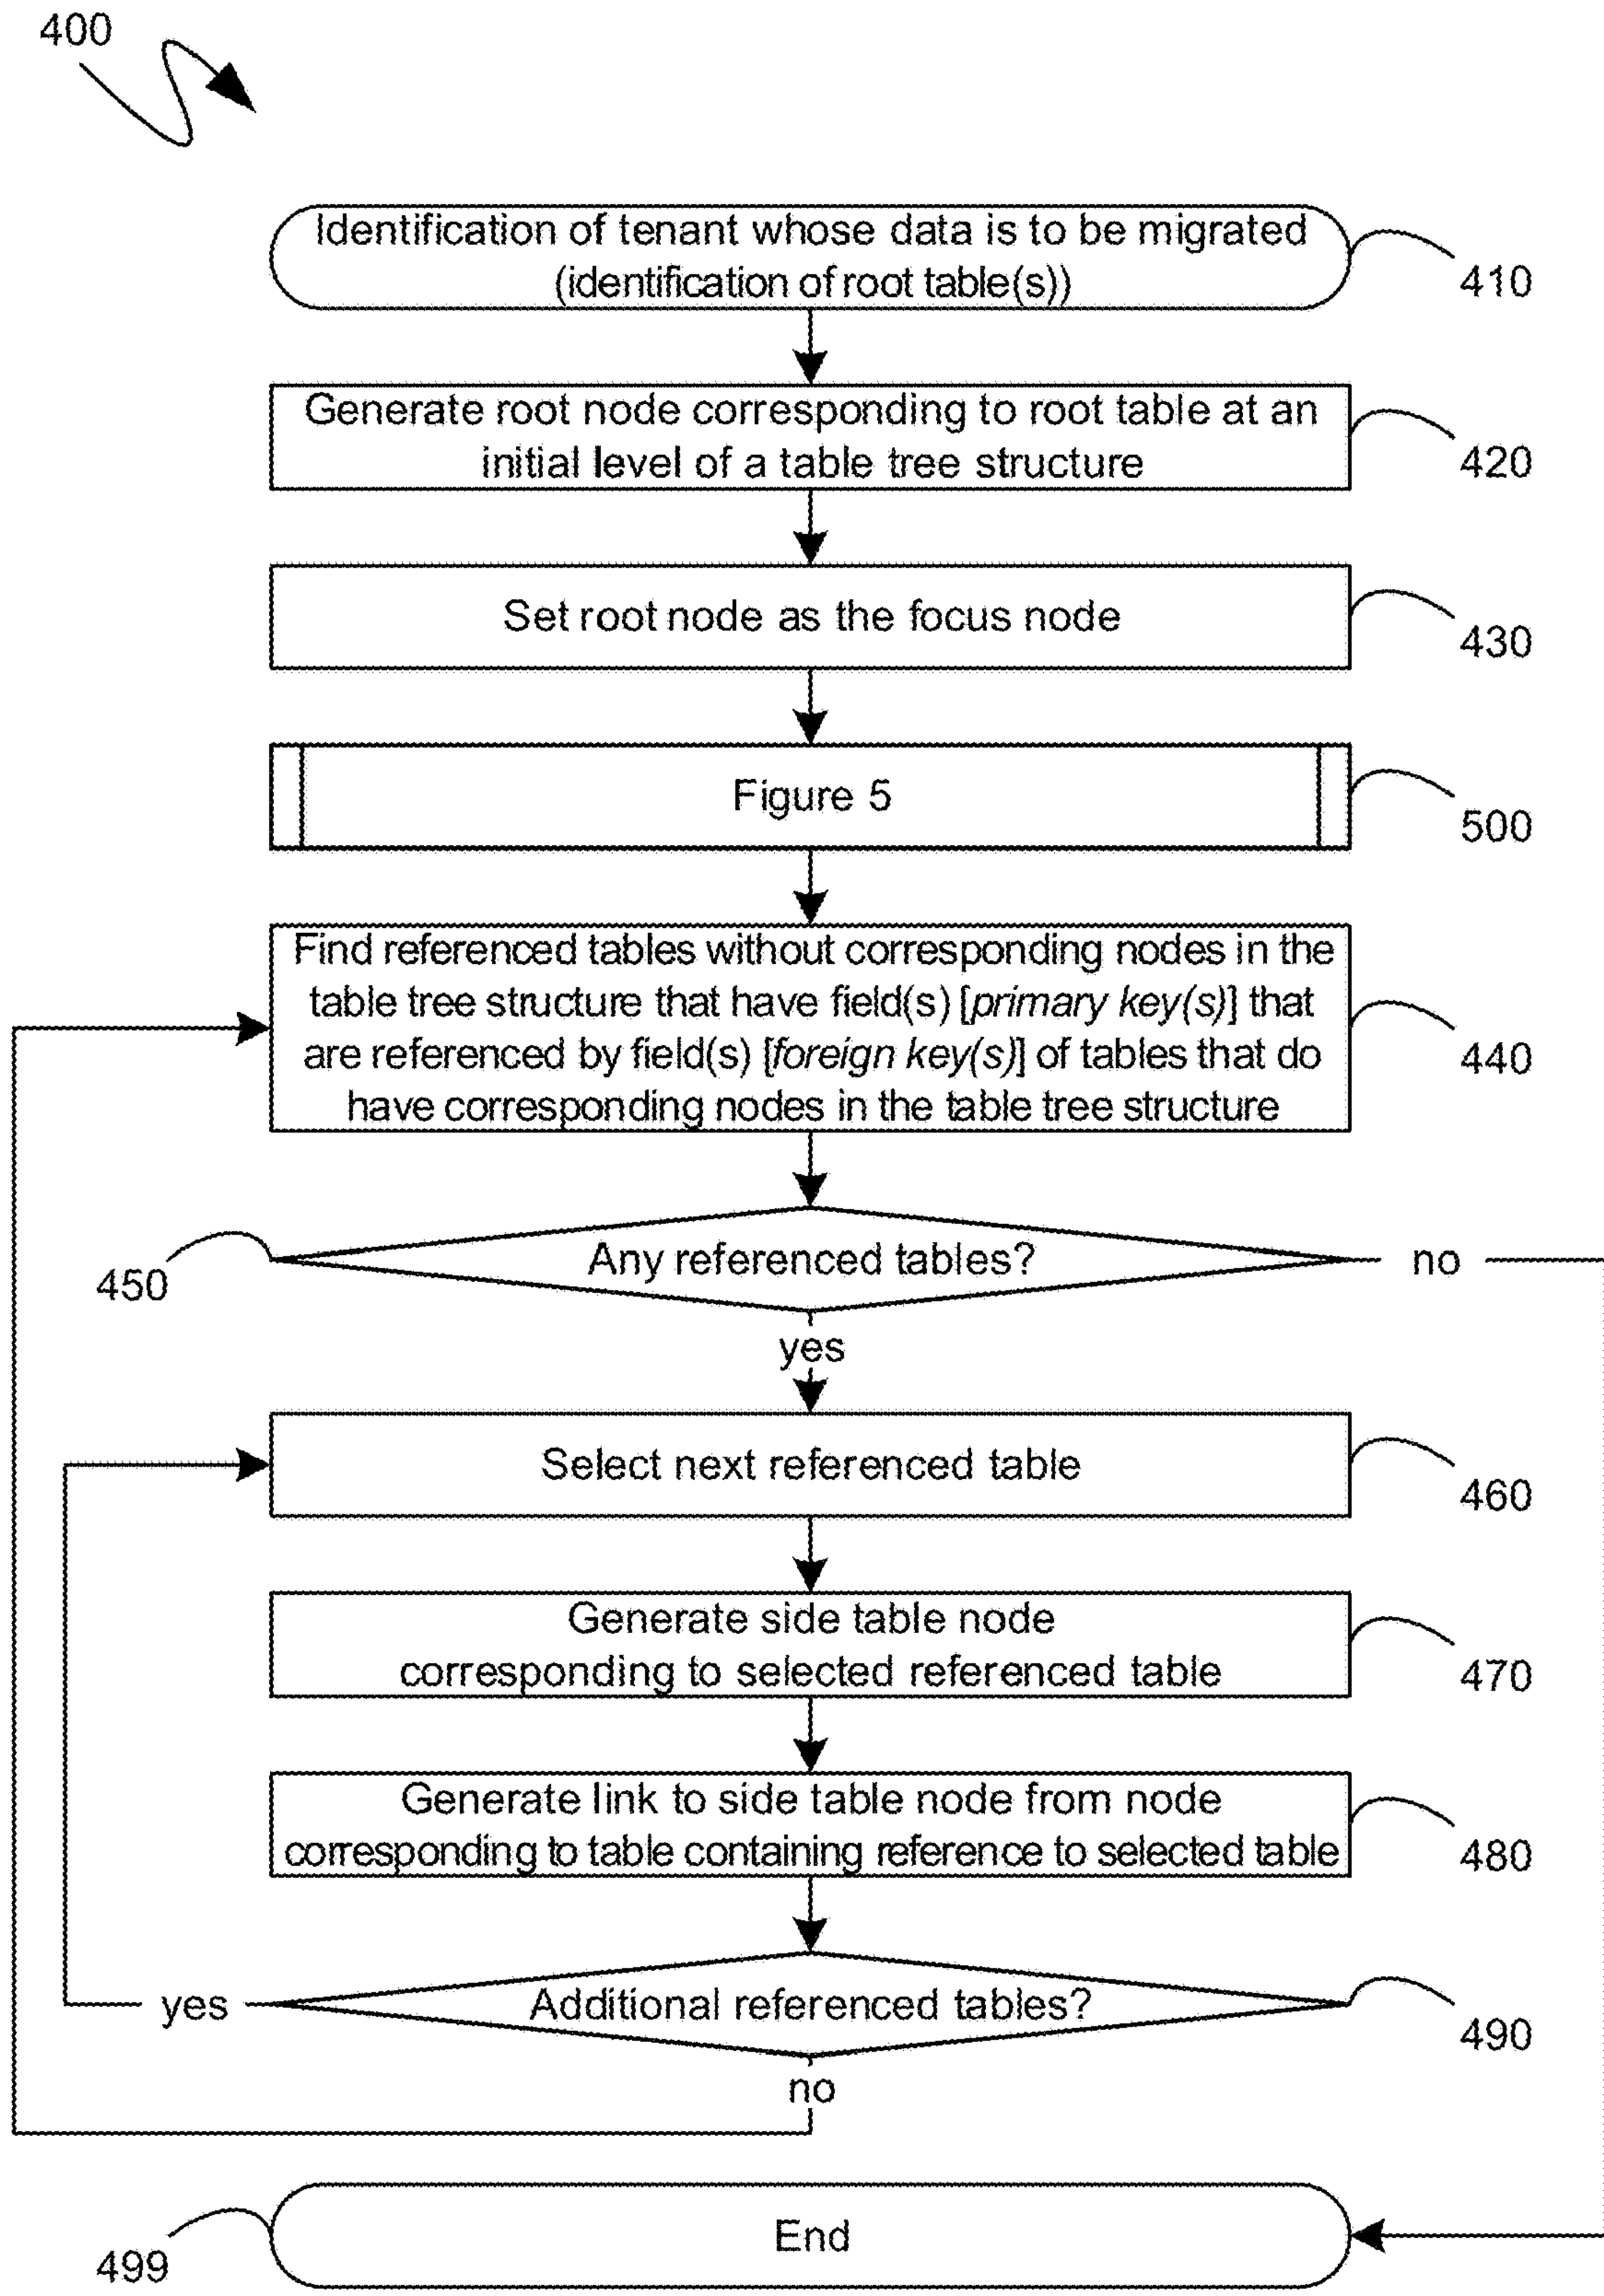 400
Identification of tenant whose data is to be migrated
(identification of root table(s))
410
Generate root node corresponding to root table at an
initial level of a table tree structure
420
Set root node as the focus node
430
Figure 5
500
Find referenced tables without corresponding nodes in the
table tree structure that have field(s) [primary key(s)] that
are referenced by field(s) [foreign key(s)] of tables that do
have corresponding nodes in the table tree structure
440
Any referenced tables?
no
450
yes
Select next referenced table
460
Generate side table node
corresponding to selected referenced table
470
Generate link to side table node from node
corresponding to table containing reference to selected table
480
yes
Additional referenced tables?
490
no
End
499